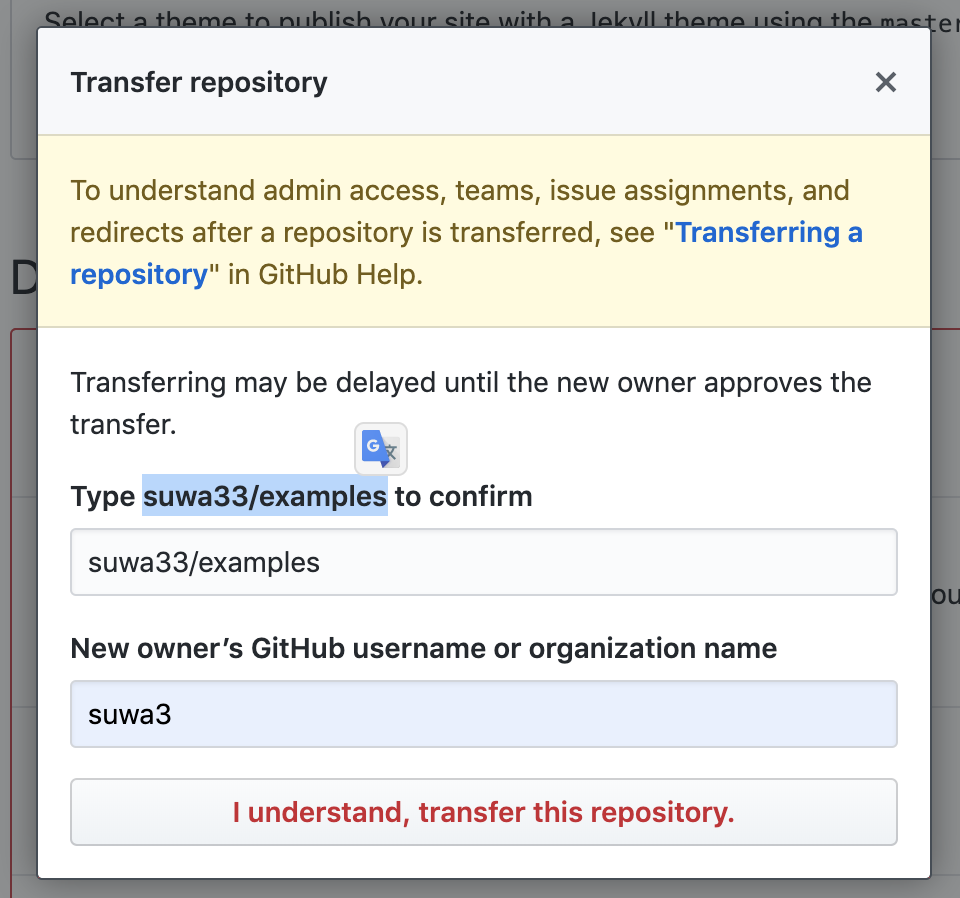 Select a theme to publish your site with a Jekyll theme using the master
Transfer repository
To understand admin access, teams, issue assignments, and
redirects after a repository is transferred, see "Transferring a
repository" in GitHub Help.
D
Transferring may be delayed until the new owner approves the
transfer.
G 文
Type suwa33/examples to confirm
suwa33/examples
ou
New owner’s GitHub username or organization name
suwa3
I understand, transfer this repository.